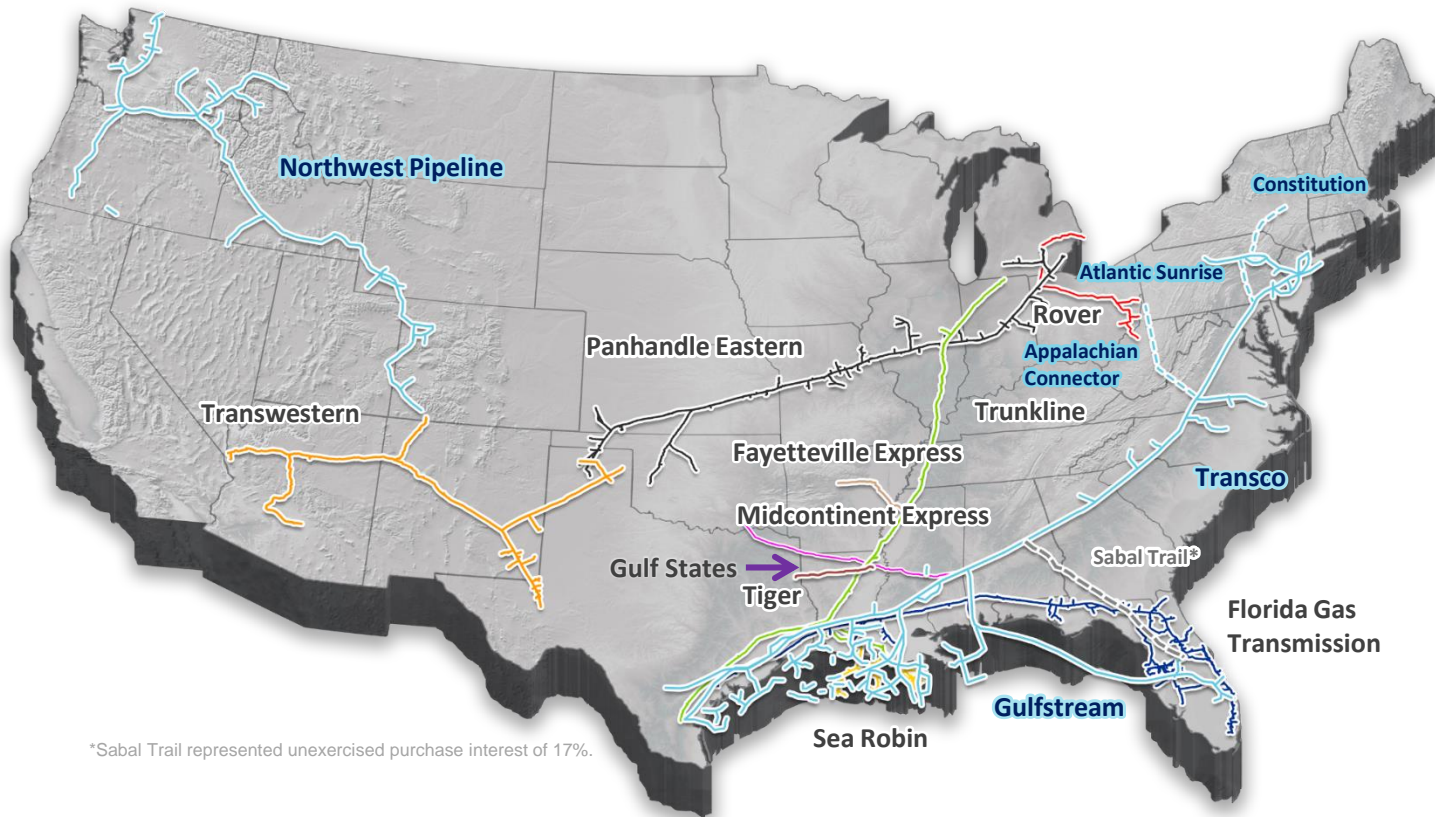 Northwest Pipeline
Constitution
Atlantic Sunrise
Rover
Panhandle Eastern
Appalachian
Connector
Transwestern
Trunkline
Fayetteville Express
Transco
Midcontinent Express
Sabal Trail*
Gulf States
Tiger
Florida Gas
Transmission
Gulfstream
Sea Robin
*Sabal Trail represented unexercised purchase interest of 17%.